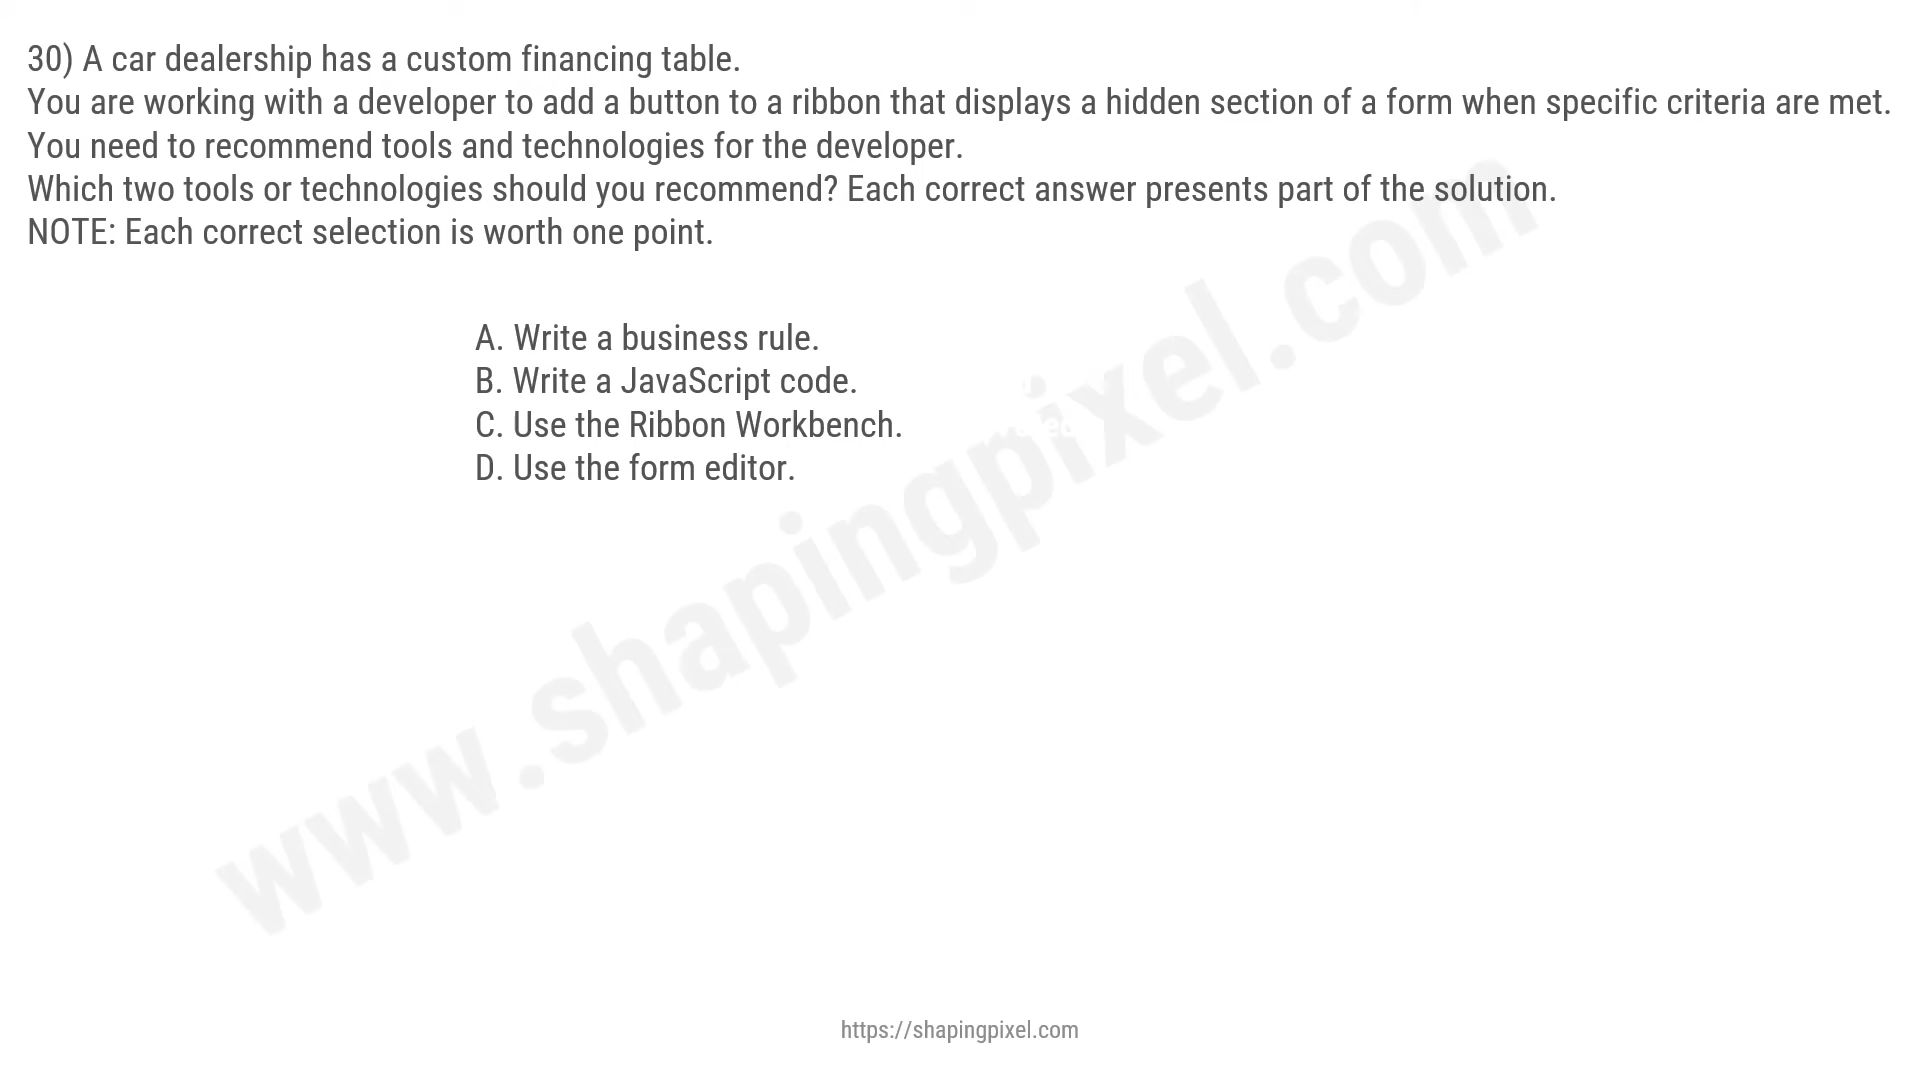 30) A car dealership has a custom financing table.
You are working with a developer to add a button to a ribbon that displays a hidden section of a form when specific criteria are met.
You need to recommend tools and technologies for the developer.
Which two tools or technologies should you recommend? Each correct answer presents part of the solution.
NOTE: Each correct selection is worth one point.
A. Write a business rule.
B. Write a JavaScript code.
C. Use the Ribbon Workbench.
D. Use the form editor.
www.shapingpixel.com
https://shapingpixel.com